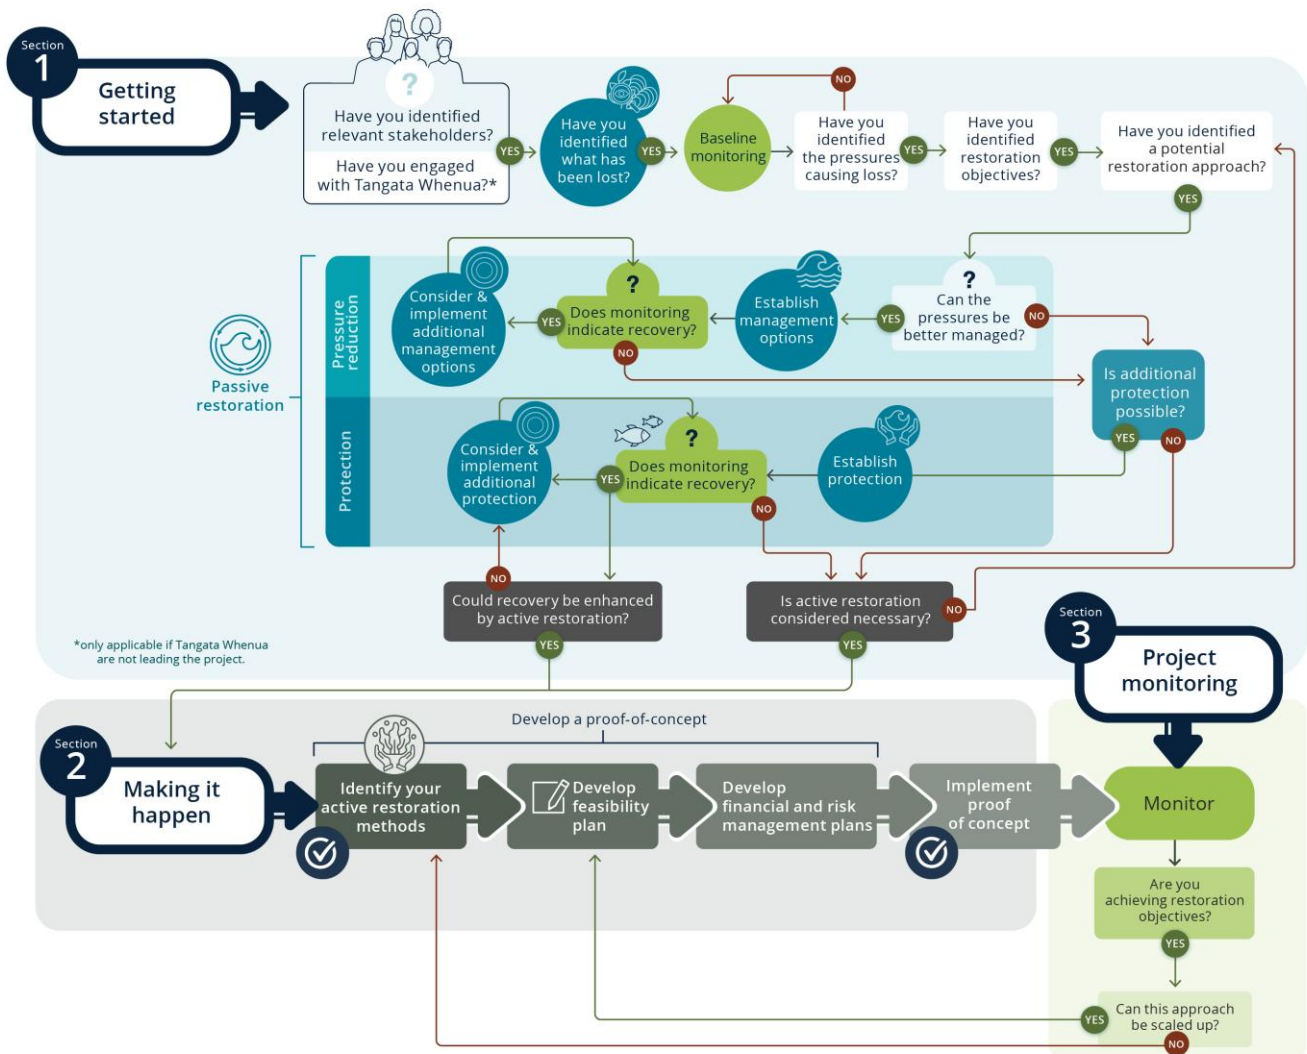 Section
1
Getting
started
?
Have you identified
relevant stakeholders?
Have you engaged
with Tangata Whenua?*
YES
Have you
identified
what has
been lost?
YES
Baseline
monitoring
NO
Have you
identified
the pressures
causing loss?
YES
Have you
identified
restoration
objectives?
YES
Have you identified
a potential
restoration approach?
YES
Passive
restoration
Pressure
reduction
Consider &
implement
additional
management
options
YES
?
Does monitoring
indicate recovery?
NO
Establish
management
options
YES
?
Can the
pressures be
better managed?
NO
Is additional
protection
possible?
YES
NO
Protection
Consider &
implement
additional
protection
YES
?
Does monitoring
indicate recovery?
NO
Establish
protection
NO
Could recovery be enhanced
by active restoration?
YES
Is active restoration
considered necessary?
NO
YES
*only applicable if Tangata Whenua
are not leading the project.
Section
3
Project
monitoring
Section
2
Making it
happen
Develop a proof-of-concept
Identify your
active restoration
methods
Develop
feasibility
plan
Develop
financial and risk
management plans
Implement
proof
of concept
Monitor
Are you
achieving restoration
objectives?
YES
Can this approach
be scaled up?
YES
NO